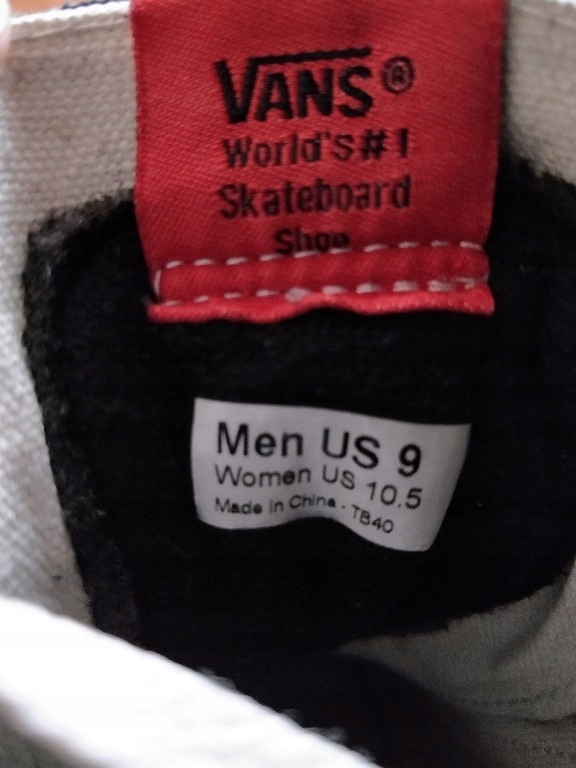 VANS®
World's #1
Skateboard
Shoe
Men US 9
Women US 10.5
Made in China - TB40